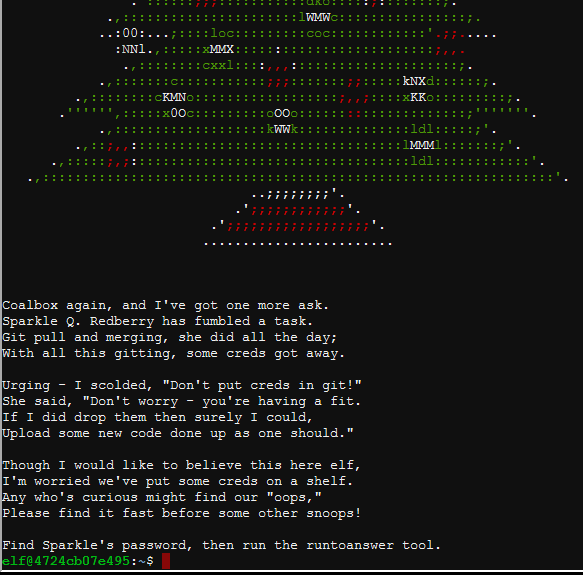 Coalbox again, and I've got one more ask.
Sparkle Q. Redberry has fumbled a task.
Git pull and merging, she did all the day;
With all this gitting, some creds got away.

Urging - I scolded, "Don't put creds in git!"
She said, "Don't worry - you're having a fit.
If I did drop them then surely I could,
Upload some new code done up as one should."

Though I would like to believe this here elf,
I'm worried we've put some creds on a shelf.
Any who's curious might find our "oops,"
Please find it fast before some other snoops!

Find Sparkle's password, then run the runtoanswer tool.
elf@4724cb07e495:~$